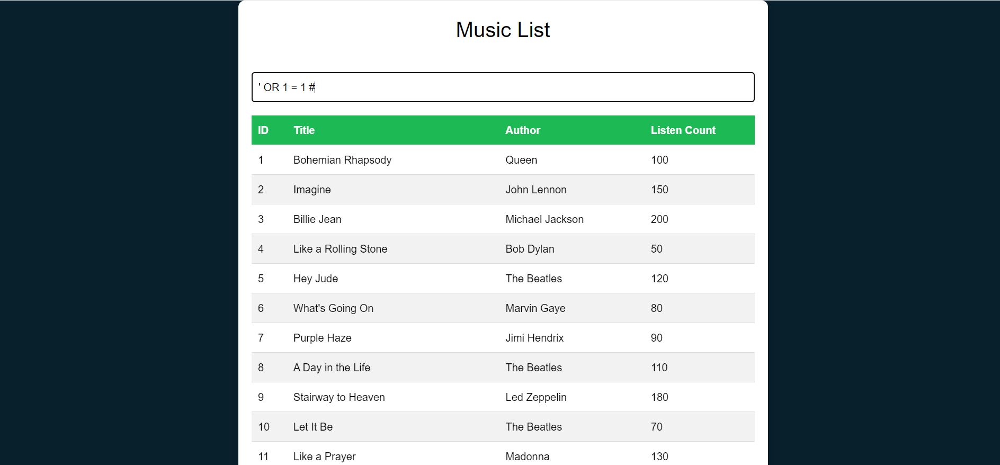 Music List
' OR 1 = 1 #
ID Title Author Listen Count
1 Bohemian Rhapsody Queen 100
2 Imagine John Lennon 150
3 Billie Jean Michael Jackson 200
4 Like a Rolling Stone Bob Dylan 50
5 Hey Jude The Beatles 120
6 What's Going On Marvin Gaye 80
7 Purple Haze Jimi Hendrix 90
8 A Day in the Life The Beatles 110
9 Stairway to Heaven Led Zeppelin 180
10 Let It Be The Beatles 70
11 Like a Prayer Madonna 130